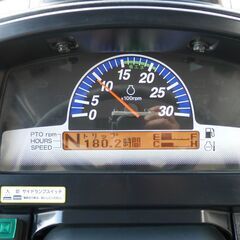 10 15 20
5 25
0 30
×100rpm
PTO rpm
HOURS
SPEED
N トリップ E F
180.2時間 C H
サイドランプスイッチ